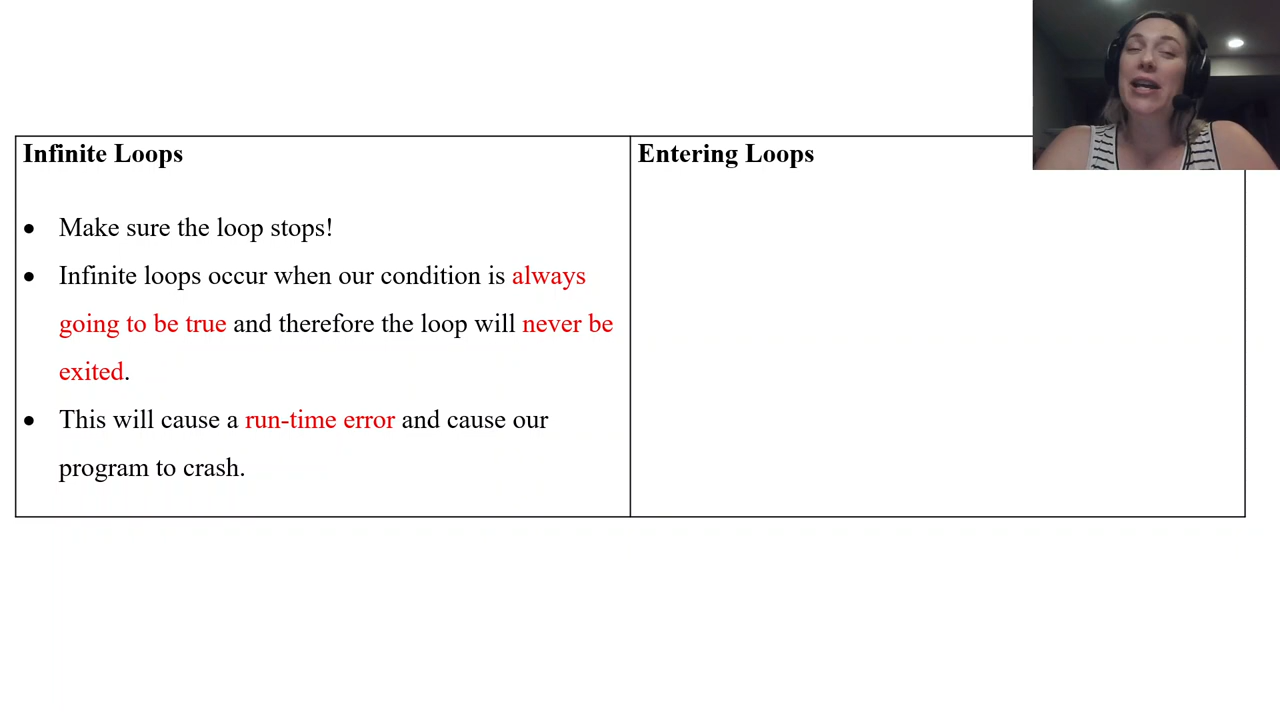 Infinite Loops
• Make sure the loop stops!
• Infinite loops occur when our condition is always
going to be true and therefore the loop will never be
exited.
• This will cause a run-time error and cause our
program to crash.
Entering Loops